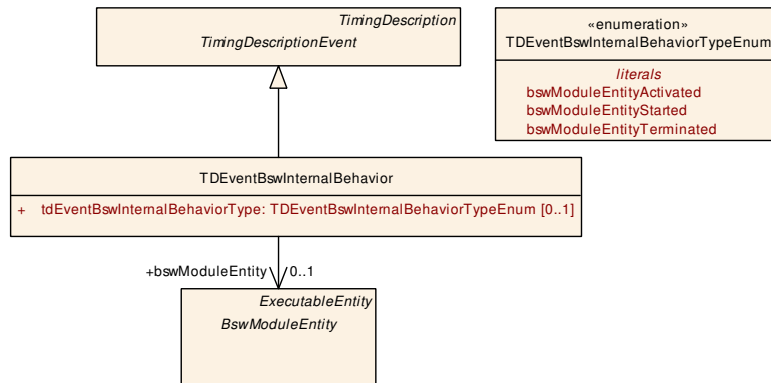 TimingDescription
TimingDescriptionEvent
«enumeration»
TDEventBswInternalBehaviorTypeEnum
literals
bswModuleEntityActivated
bswModuleEntityStarted
bswModuleEntityTerminated
TDEventBswInternalBehavior
+ tdEventBswInternalBehaviorType: TDEventBswInternalBehaviorTypeEnum [0..1]
+bswModuleEntity 0..1
ExecutableEntity
BswModuleEntity